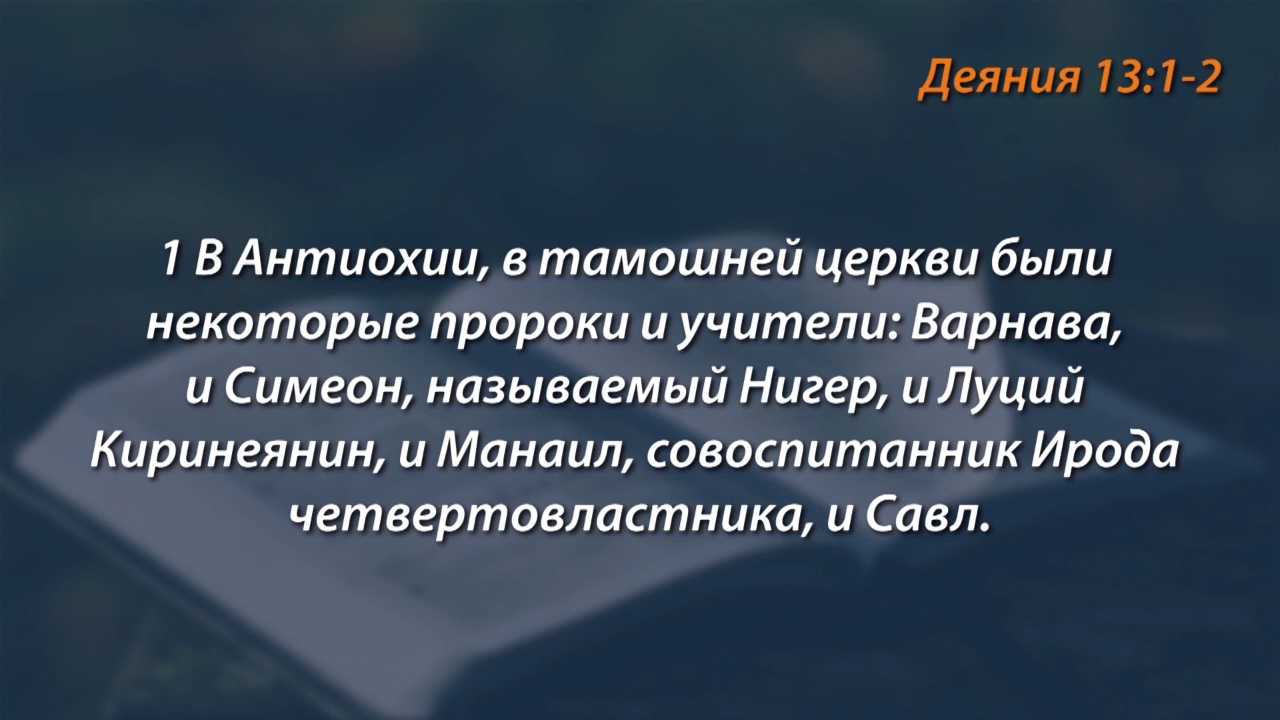 Деяния 13:1-2
1 В Антиохии, в тамошней церкви были
некоторые пророки и учители: Варнава,
и Симеон, называемый Нигер, и Луций
Киринеянин, и Манаил, совоспитанник Ирода
четвертовластника, и Савл.